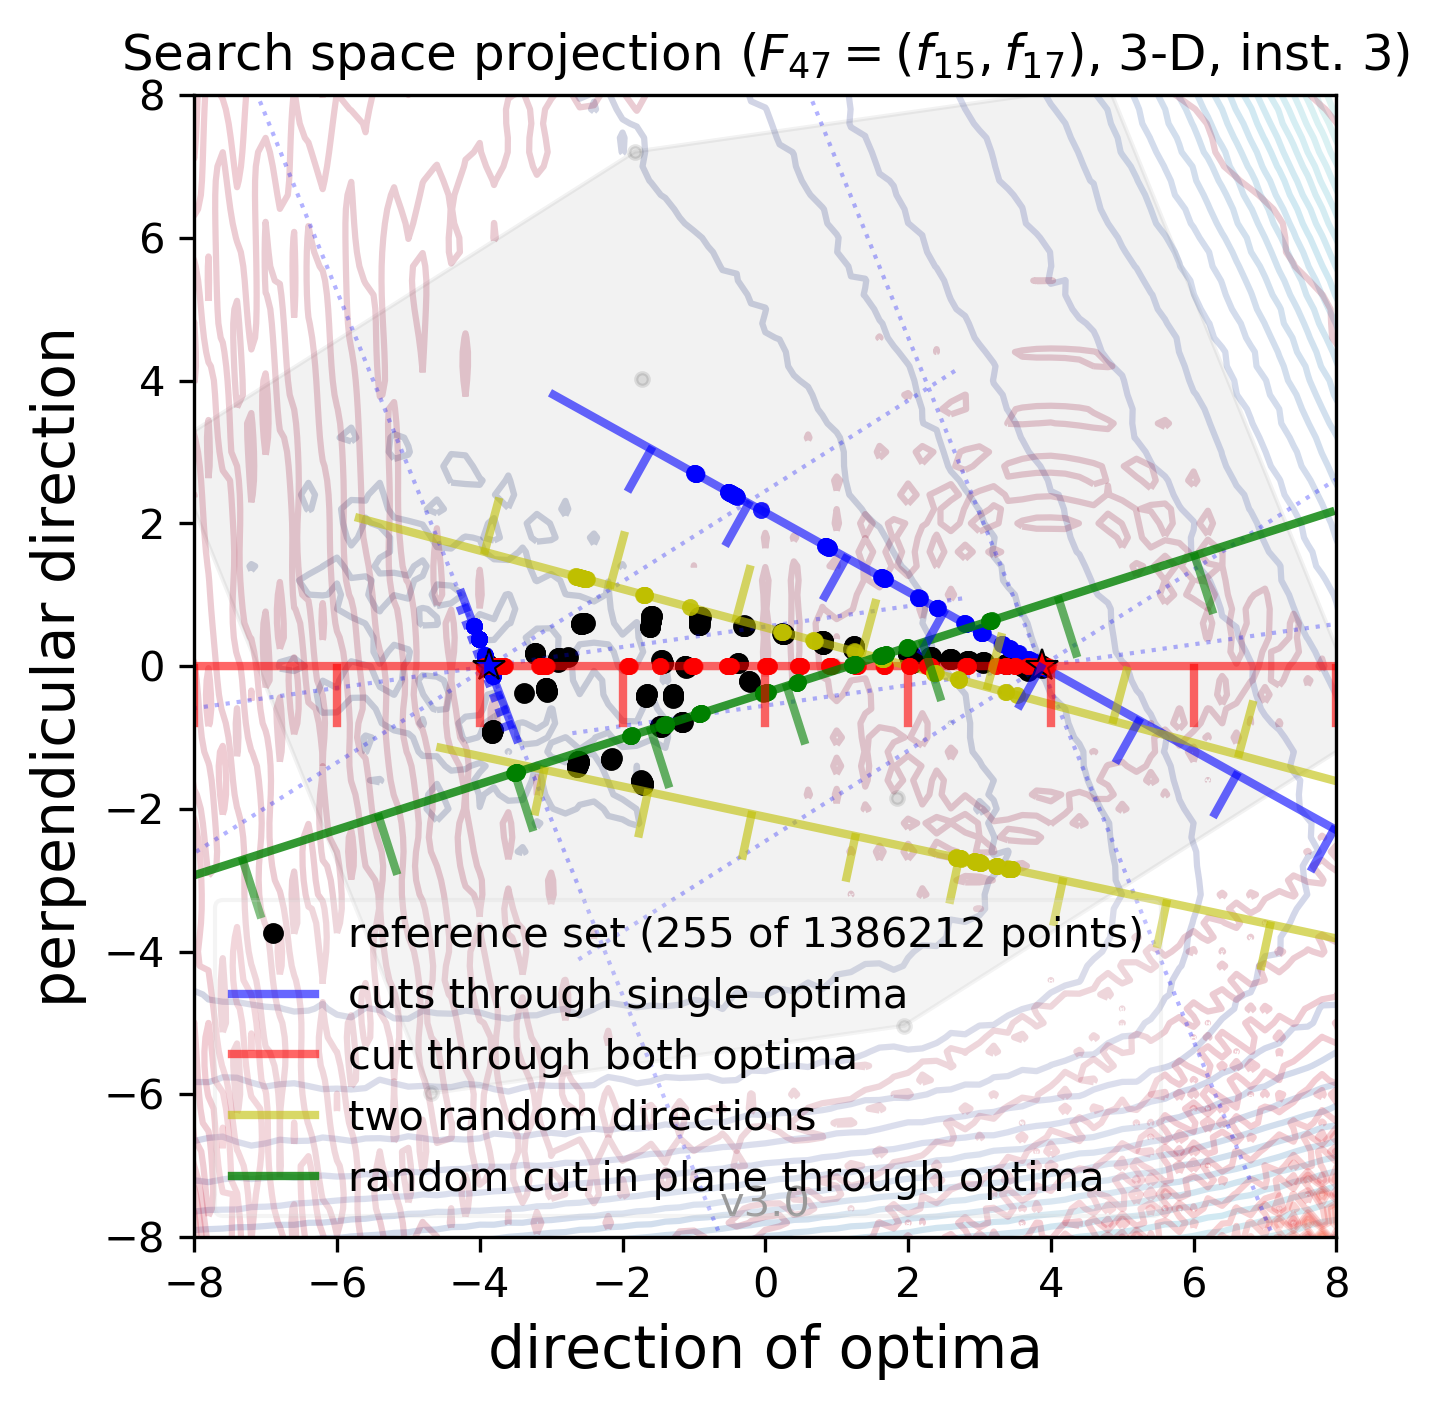 Search space projection (F47 = (f15, f17), 3-D, inst. 3)
8
6
4
2
0
−2
−4
−6
−8
perpendicular direction
reference set (255 of 1386212 points)
cuts through single optima
cut through both optima
two random directions
random cut in plane through optima
v3.0
−8 −6 −4 −2 0 2 4 6 8
direction of optima